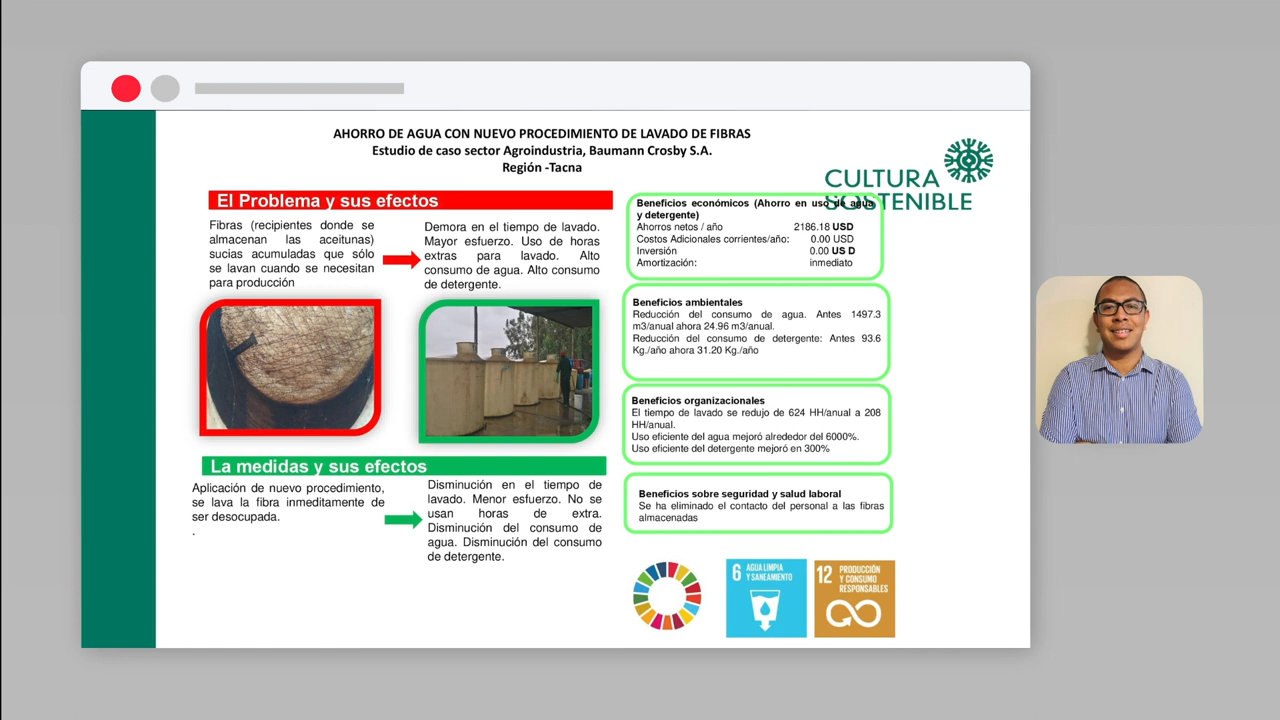 AHORRO DE AGUA CON NUEVO PROCEDIMIENTO DE LAVADO DE FIBRAS
Estudio de caso sector Agroindustria, Baumann Crosby S.A.
Región -Tacna
CULTURA
SOSTENIBLE
El Problema y sus efectos
Fibras (recipientes donde se
almacenan las aceitunas)
sucias acumuladas que sólo
se lavan cuando se necesitan
para producción
Demora en el tiempo de lavado.
Mayor esfuerzo. Uso de horas
extras para lavado. Alto
consumo de agua. Alto consumo
de detergente.
La medidas y sus efectos
Aplicación de nuevo procedimiento,
se lava la fibra inmeditamente de
ser desocupada.
.
Disminución en el tiempo de
lavado. Menor esfuerzo. No se
usan horas de extra.
Disminución del consumo de
agua. Disminución del consumo
de detergente.
Beneficios económicos (Ahorro en uso de agua
y detergente)
Ahorros netos / año 2186.18 USD
Costos Adicionales corrientes/año: 0.00 USD
Inversión 0.00 US D
Amortización: inmediato
Beneficios ambientales
Reducción del consumo de agua. Antes 1497.3
m3/anual ahora 24.96 m3/anual.
Reducción del consumo de detergente: Antes 93.6
Kg./año ahora 31.20 Kg./año
Beneficios organizacionales
El tiempo de lavado se redujo de 624 HH/anual a 208
HH/anual.
Uso eficiente del agua mejoró alrededor del 6000%.
Uso eficiente del detergente mejoró en 300%
Beneficios sobre seguridad y salud laboral
Se ha eliminado el contacto del personal a las fibras
almacenadas
6 AGUA LIMPIA
Y SANEAMIENTO
12 PRODUCCIÓN
Y CONSUMO
RESPONSABLES